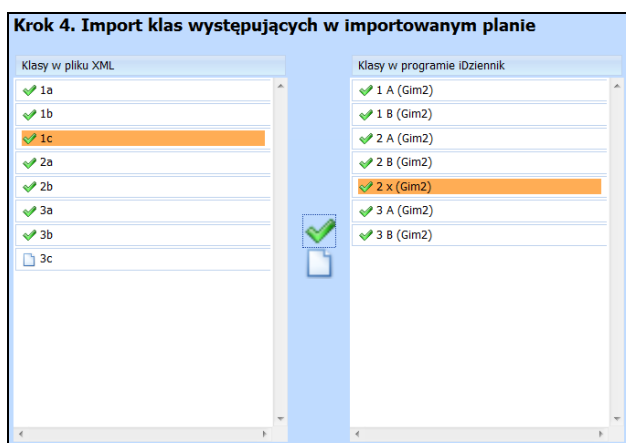 Krok 4. Import klas występujących w importowanym planie
Klasy w pliku XML
1a
1b
1c
2a
2b
3a
3b
3c
Klasy w programie iDziennik
1 A (Gim2)
1 B (Gim2)
2 A (Gim2)
2 B (Gim2)
2 x (Gim2)
3 A (Gim2)
3 B (Gim2)